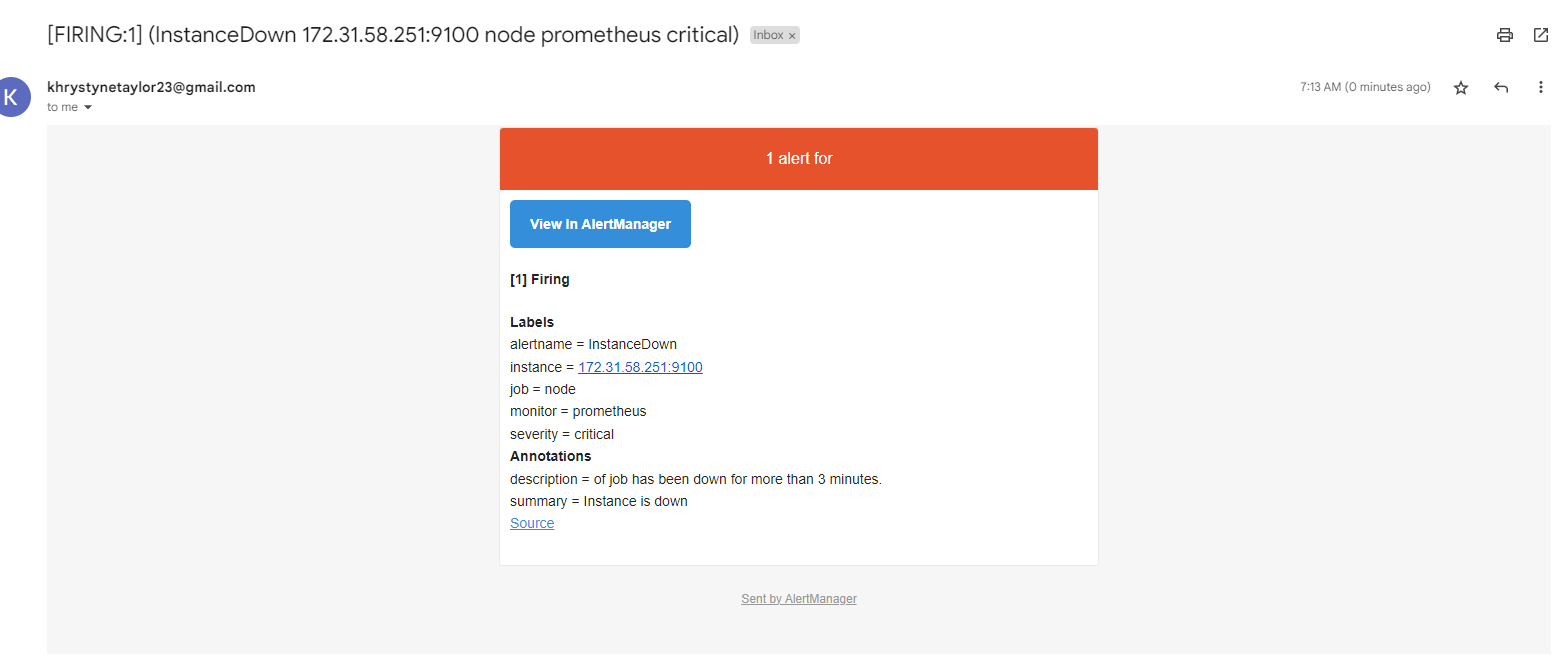 [FIRING:1] (InstanceDown 172.31.58.251:9100 node prometheus critical) Inbox ×
K
khrystynetaylor23@gmail.com 7:13 AM (0 minutes ago)
to me
1 alert for
View In AlertManager
[1] Firing
Labels
alertname = InstanceDown
instance = 172.31.58.251:9100
job = node
monitor = prometheus
severity = critical
Annotations
description = of job has been down for more than 3 minutes.
summary = Instance is down
Source
Sent by AlertManager